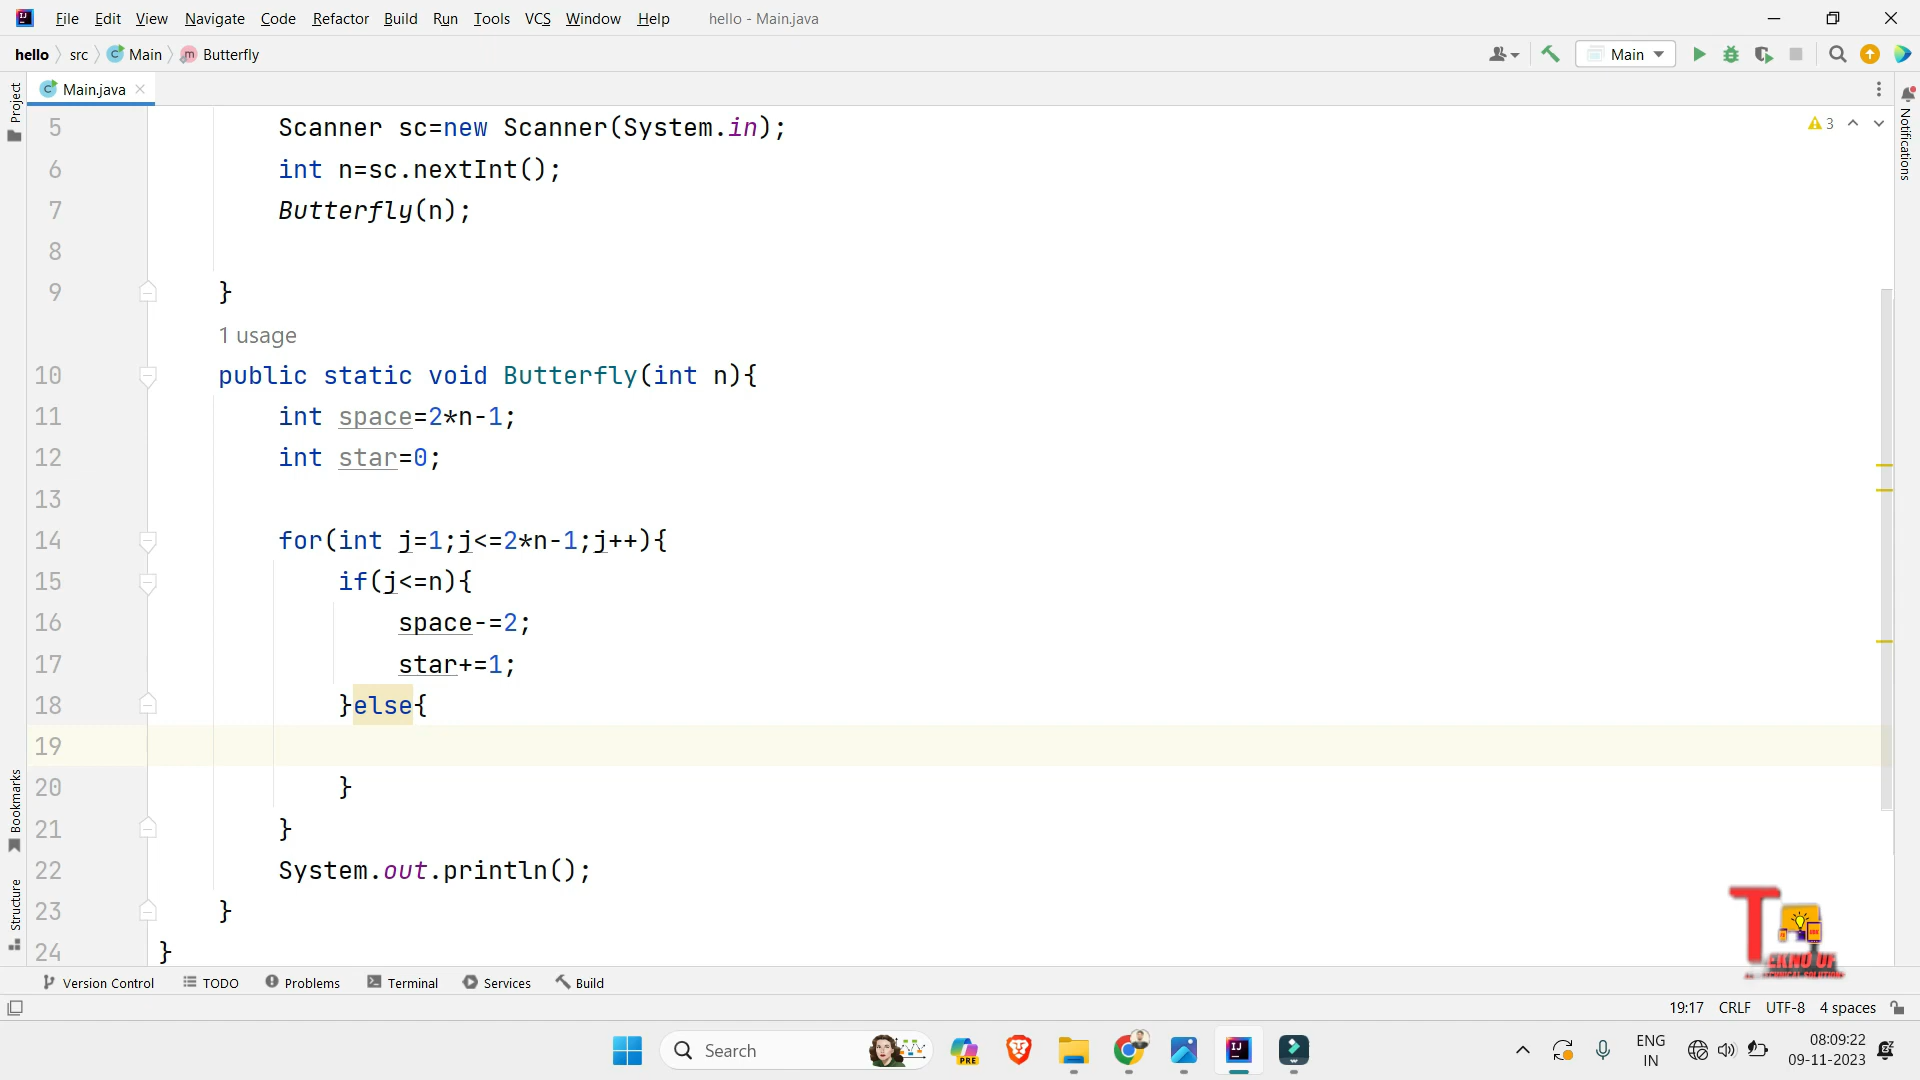 File Edit View Navigate Code Refactor Build Run Tools VCS Window Help hello - Main.java
hello src Main Butterfly Main
Project
Main.java
Notifications
5 Scanner sc=new Scanner(System.in); 3
6 int n=sc.nextInt();
7 Butterfly(n);
8
9 }
1 usage
10 public static void Butterfly(int n){
11 int space=2*n-1;
12 int star=0;
13
14 for(int j=1;j<=2*n-1;j++){
15 if(j<=n){
16 space-=2;
17 star+=1;
18 }else{
19
20 }
21 }
22 System.out.println();
23 }
24 }
Bookmarks
Structure
Version Control TODO Problems Terminal Services Build
19:17 CRLF UTF-8 4 spaces
Search PRE ENG IN 08:09:22 09-11-2023